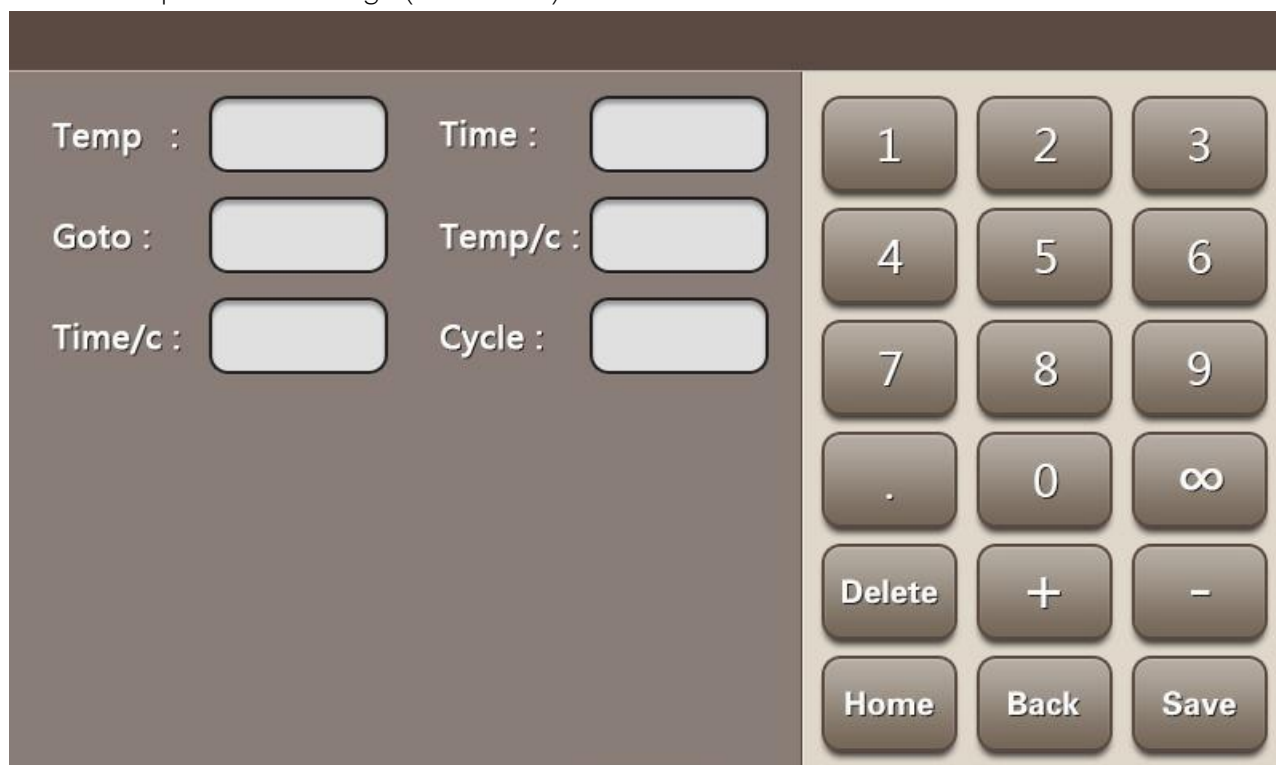 Temp :
Time :
Goto :
Temp/c :
Time/c :
Cycle :
1 2 3
4 5 6
7 8 9
. 0 ∞
Delete + -
Home Back Save